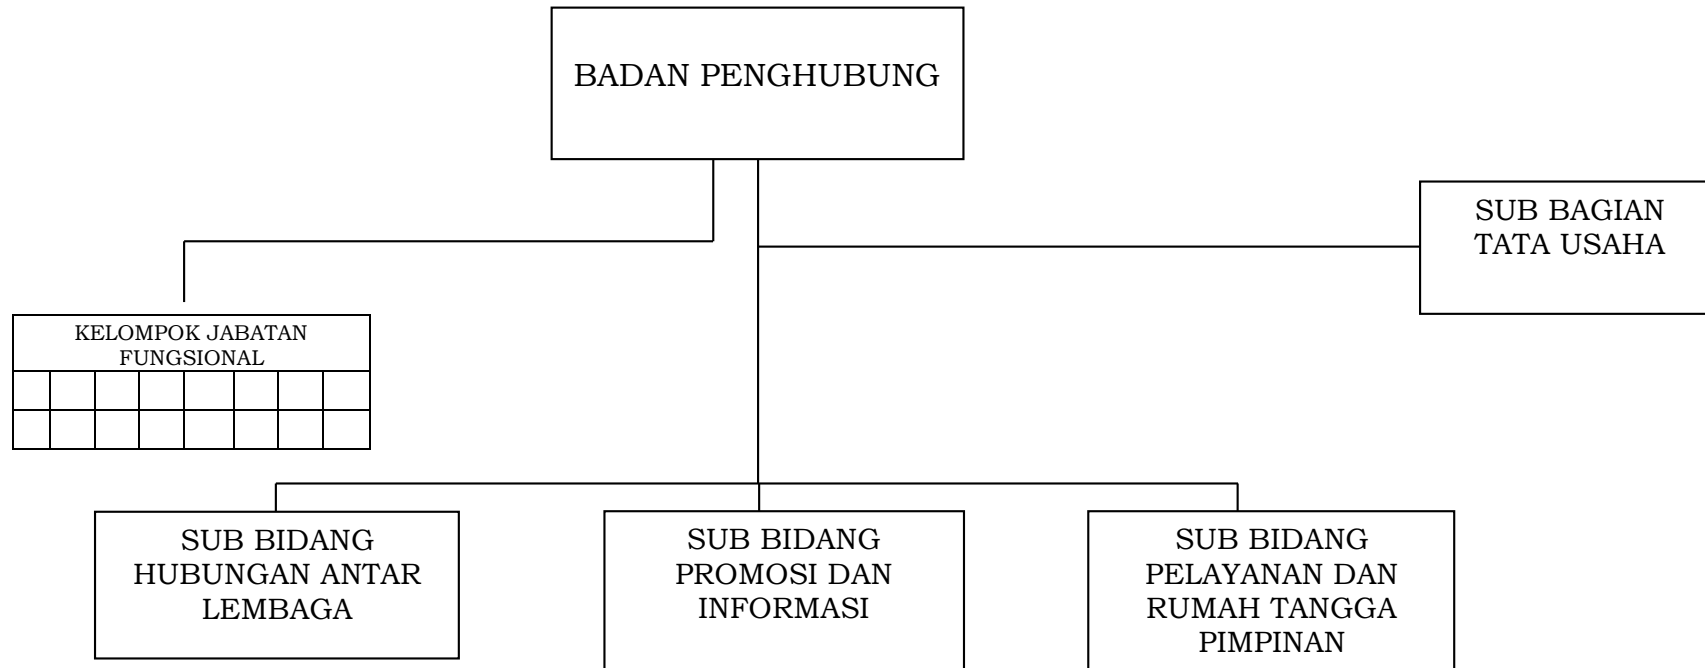 BADAN PENGHUBUNG
SUB BAGIAN
TATA USAHA
KELOMPOK JABATAN
FUNGSIONAL
SUB BIDANG
HUBUNGAN ANTAR
LEMBAGA
SUB BIDANG
PROMOSI DAN
INFORMASI
SUB BIDANG
PELAYANAN DAN
RUMAH TANGGA
PIMPINAN